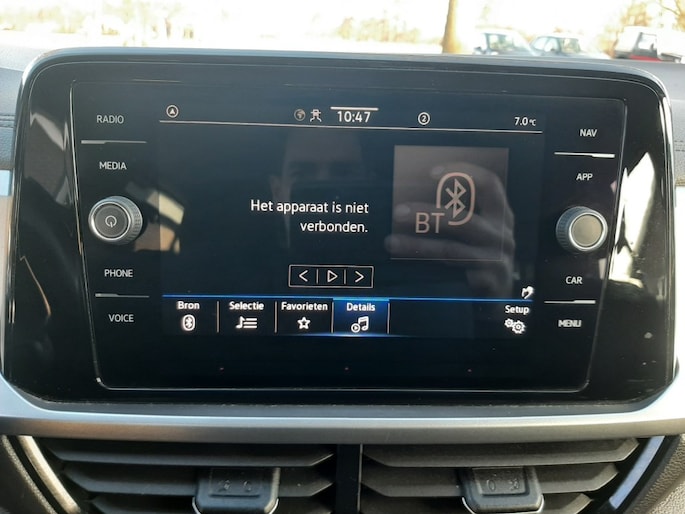 RADIO
MEDIA
PHONE
VOICE
10:47
2
7.0 °C
Het apparaat is niet
verbonden.
BT
Bron
Selectie
Favorieten
Details
Setup
NAV
APP
CAR
MENU